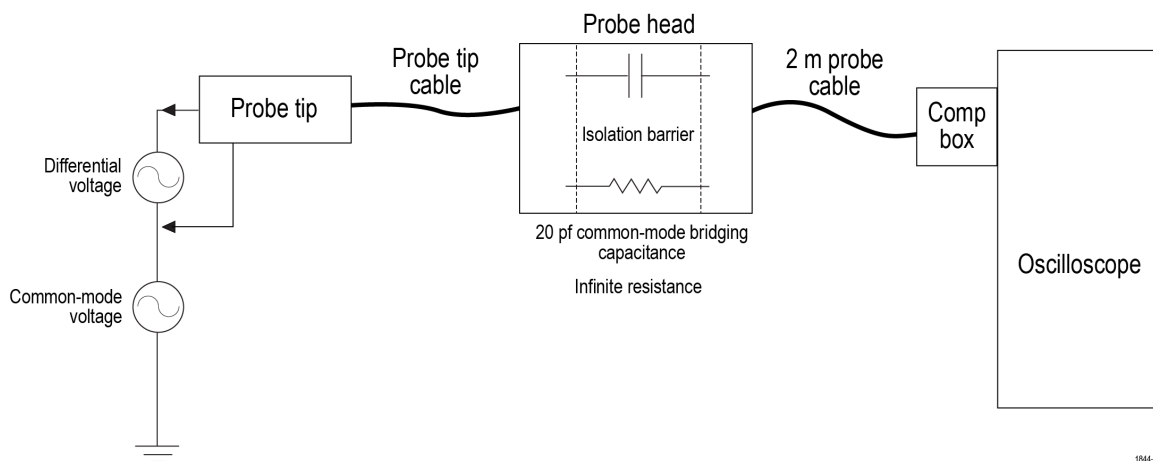 Probe head
Probe tip
cable
2 m probe
cable
Probe tip
Comp
box
Isolation barrier
Differential
voltage
20 pf common-mode bridging
capacitance
Oscilloscope
Infinite resistance
Common-mode
voltage
1844-